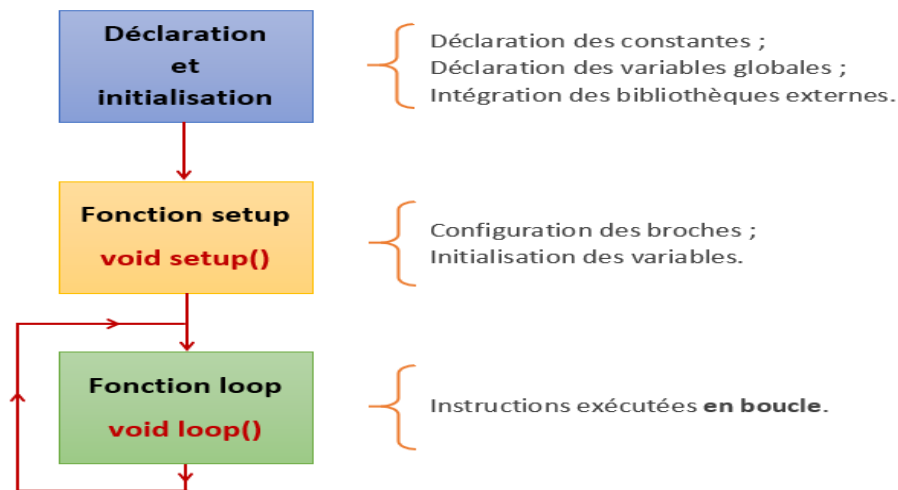 Déclaration
et
initialisation
Déclaration des constantes ;
Déclaration des variables globales ;
Intégration des bibliothèques externes.
Fonction setup
void setup()
Configuration des broches ;
Initialisation des variables.
Fonction loop
void loop()
Instructions exécutées en boucle.